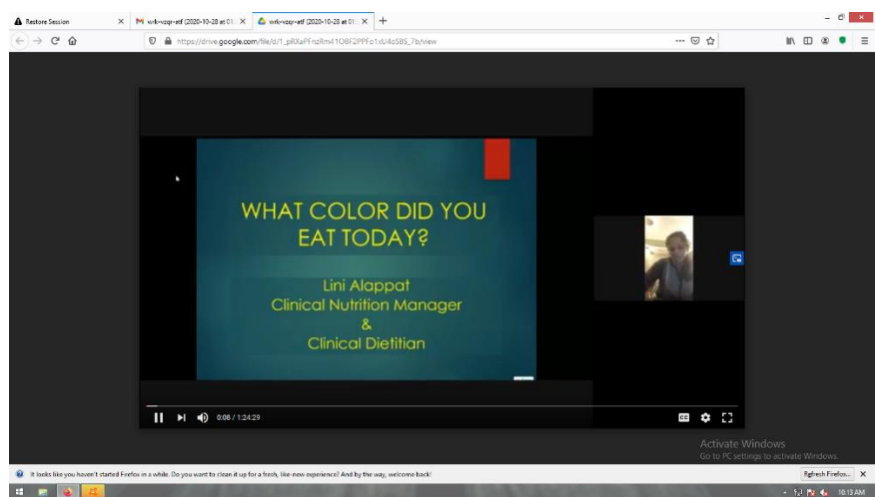 Restore Session
wrk-vzqr-atf (2020-10-28 at 01:
wrk-vzqr-atf (2020-10-28 at 01:
WHAT COLOR DID YOU
EAT TODAY?
Lini Alappat
Clinical Nutrition Manager
&
Clinical Dietitian
0:08 / 1:24:29
Activate Windows
Go to PC settings to activate Windows.
It looks like you haven't started Firefox in a while. Do you want to clean it up for a fresh, like-new experience? And by the way, welcome back!
Refresh Firefox...
10:13 AM